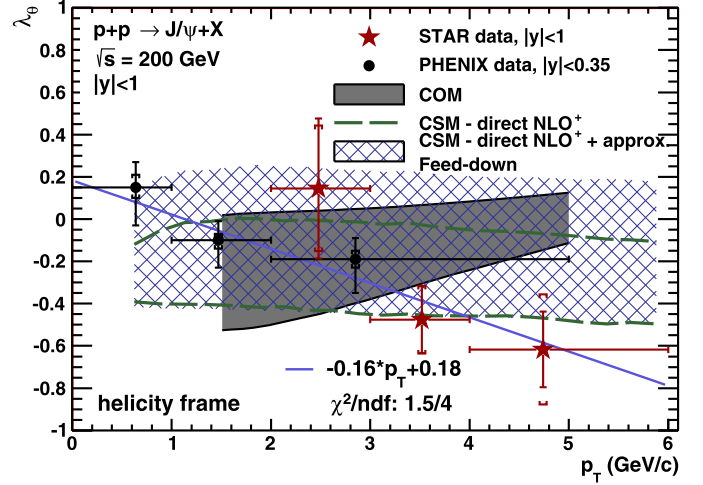 λθ
p+p → J/ψ+X
√s = 200 GeV
|y|<1
STAR data, |y|<1
PHENIX data, |y|<0.35
COM
CSM - direct NLO+
CSM - direct NLO+ + approx.
Feed-down
1
0.8
0.6
0.4
0.2
0
-0.2
-0.4
-0.6
-0.8
-1
-0.16*pT+0.18
helicity frame
χ2/ndf: 1.5/4
0 1 2 3 4 5 6
pT (GeV/c)